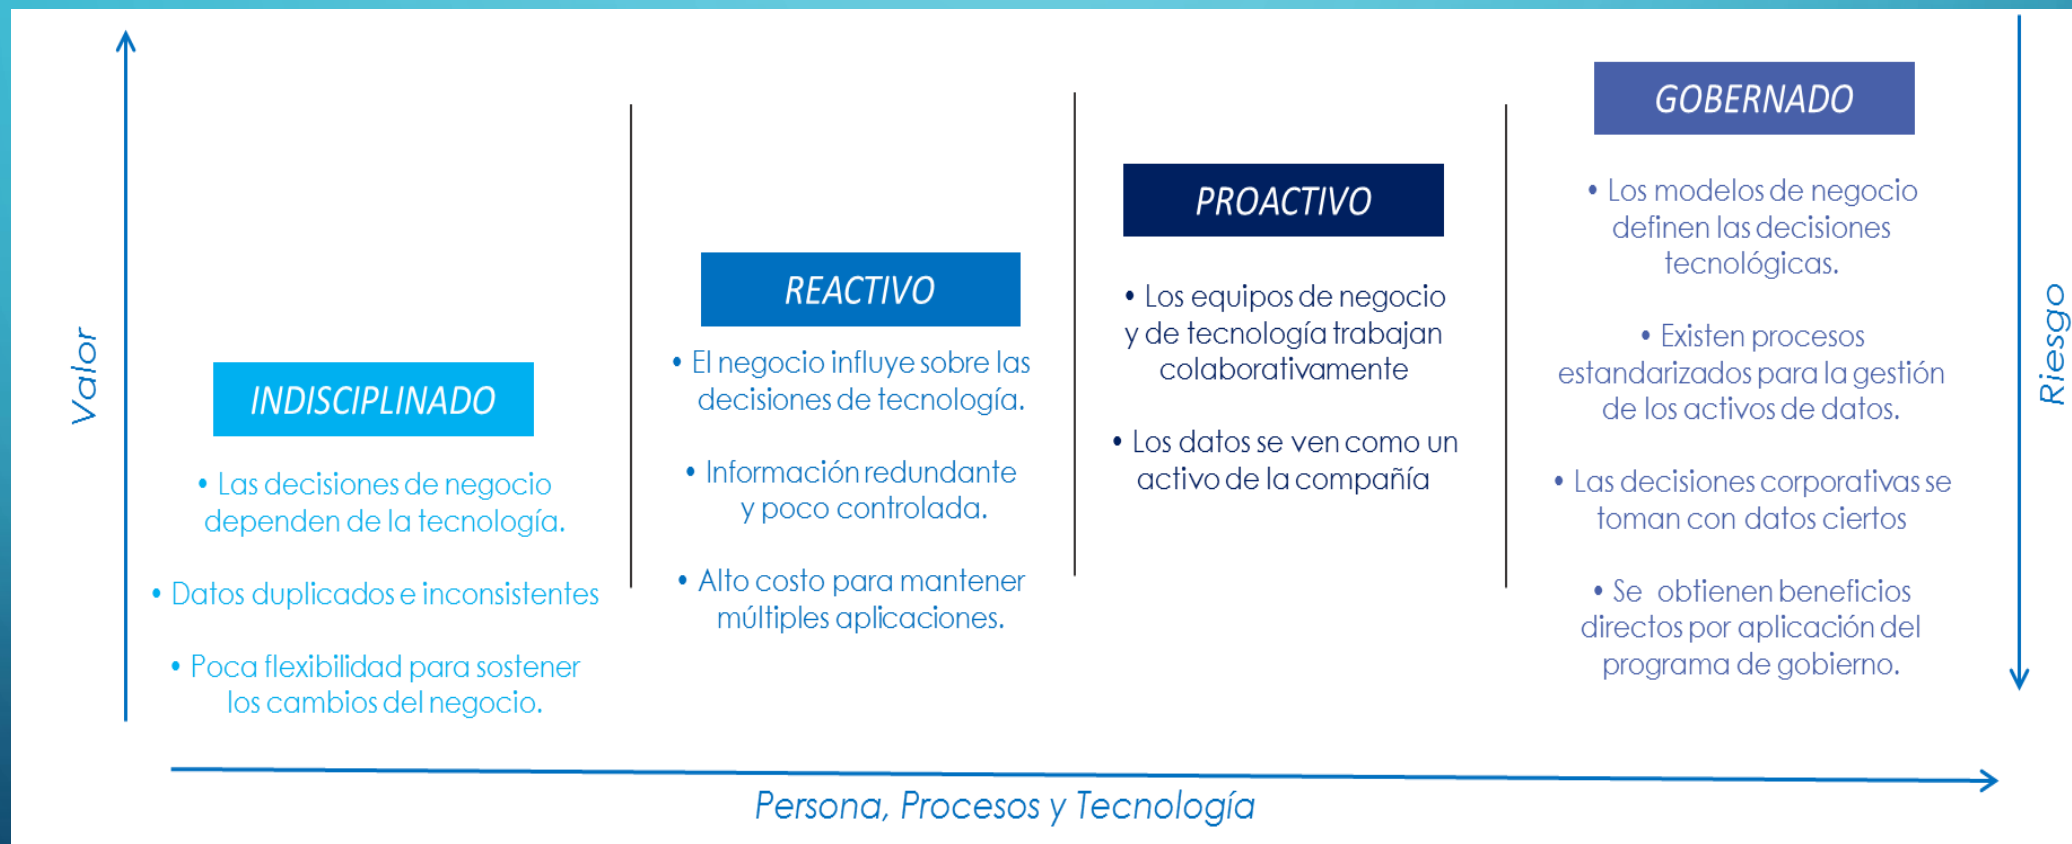 Valor
INDISCIPLINADO
• Las decisiones de negocio
dependen de la tecnología.
• Datos duplicados e inconsistentes
• Poca flexibilidad para sostener
los cambios del negocio.
REACTIVO
• El negocio influye sobre las
decisiones de tecnología.
• Información redundante
y poco controlada.
• Alto costo para mantener
múltiples aplicaciones.
PROACTIVO
• Los equipos de negocio
y de tecnología trabajan
colaborativamente
• Los datos se ven como un
activo de la compañía
GOBERNADO
• Los modelos de negocio
definen las decisiones
tecnológicas.
• Existen procesos
estandarizados para la gestión
de los activos de datos.
• Las decisiones corporativas se
toman con datos ciertos
• Se obtienen beneficios
directos por aplicación del
programa de gobierno.
Riesgo
Persona, Procesos y Tecnología